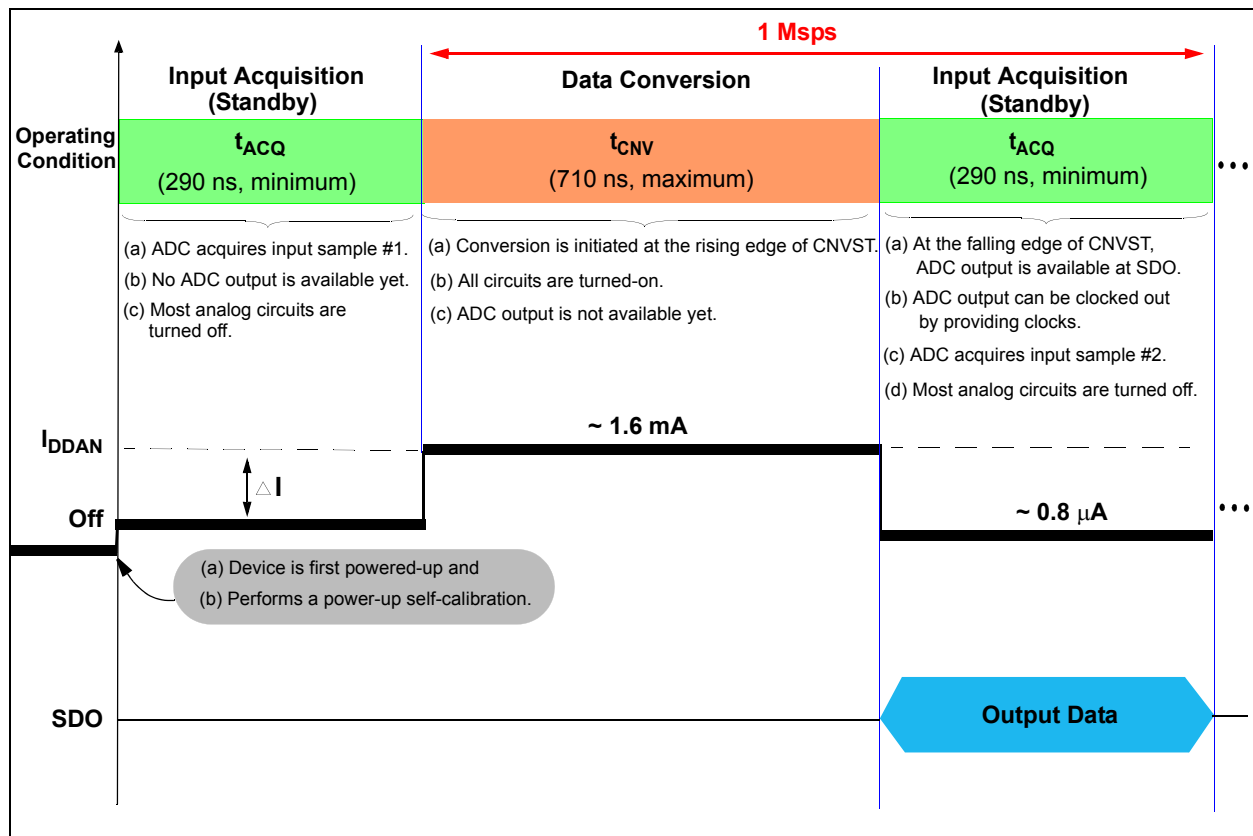 1 Msps
Input Acquisition
(Standby)
Data Conversion
Input Acquisition
(Standby)
Operating
Condition
tACQ
(290 ns, minimum)
tCNV
(710 ns, maximum)
tACQ
(290 ns, minimum)
(a) ADC acquires input sample #1.
(b) No ADC output is available yet.
(c) Most analog circuits are
turned off.
(a) Conversion is initiated at the rising edge of CNVST.
(b) All circuits are turned-on.
(c) ADC output is not available yet.
(a) At the falling edge of CNVST,
ADC output is available at SDO.
(b) ADC output can be clocked out
by providing clocks.
(c) ADC acquires input sample #2.
(d) Most analog circuits are turned off.
IDDAN
~ 1.6 mA
△I
Off
~ 0.8 μA
(a) Device is first powered-up and
(b) Performs a power-up self-calibration.
SDO
Output Data